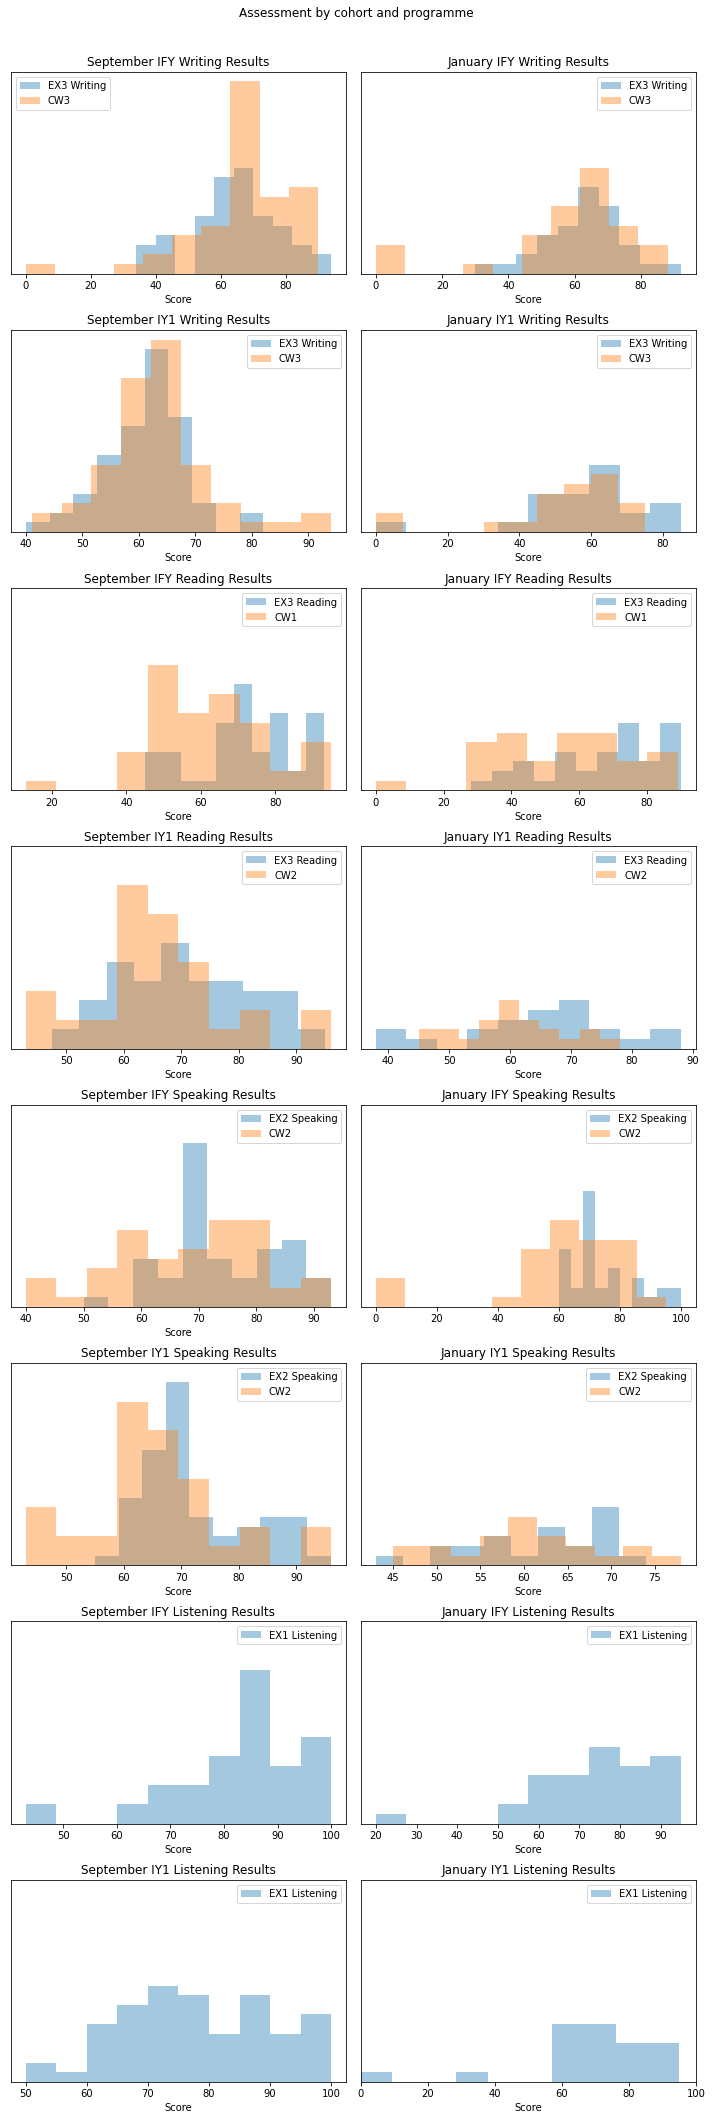 Assessment by cohort and programme
September IFY Writing Results
EX3 Writing
CW3
0 20 40 60 80
Score
January IFY Writing Results
EX3 Writing
CW3
0 20 40 60 80
Score
September IY1 Writing Results
EX3 Writing
CW3
40 50 60 70 80 90
Score
January IY1 Writing Results
EX3 Writing
CW3
0 20 40 60 80
Score
September IFY Reading Results
EX3 Reading
CW1
20 40 60 80
Score
January IFY Reading Results
EX3 Reading
CW1
0 20 40 60 80
Score
September IY1 Reading Results
EX3 Reading
CW2
50 60 70 80 90
Score
January IY1 Reading Results
EX3 Reading
CW2
40 50 60 70 80 90
Score
September IFY Speaking Results
EX2 Speaking
CW2
40 50 60 70 80 90
Score
January IFY Speaking Results
EX2 Speaking
CW2
0 20 40 60 80 100
Score
September IY1 Speaking Results
EX2 Speaking
CW2
50 60 70 80 90
Score
January IY1 Speaking Results
EX2 Speaking
CW2
45 50 55 60 65 70 75
Score
September IFY Listening Results
EX1 Listening
50 60 70 80 90 100
Score
January IFY Listening Results
EX1 Listening
20 30 40 50 60 70 80 90
Score
September IY1 Listening Results
EX1 Listening
50 60 70 80 90 100
Score
January IY1 Listening Results
EX1 Listening
0 20 40 60 80 100
Score